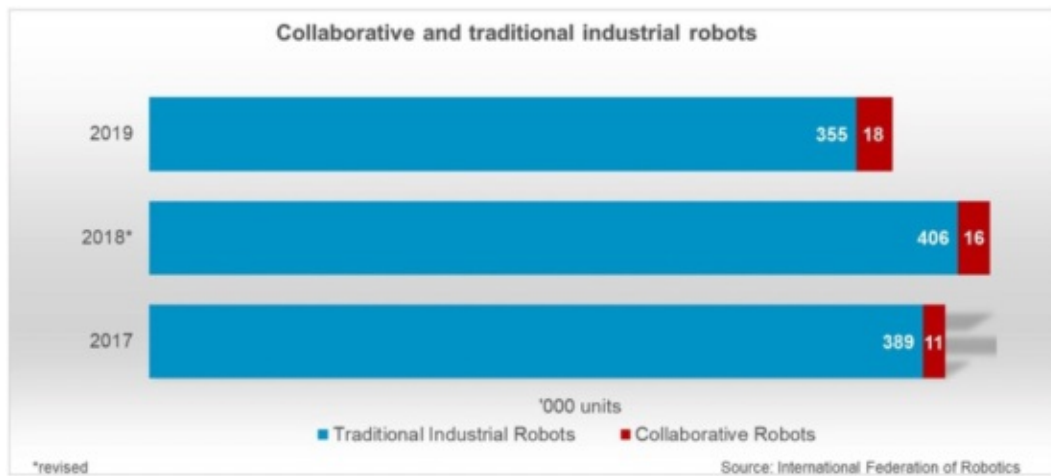 Collaborative and traditional industrial robots
2019 355 18
2018* 406 16
2017 389 11
'000 units
Traditional Industrial Robots Collaborative Robots
*revised Source: International Federation of Robotics